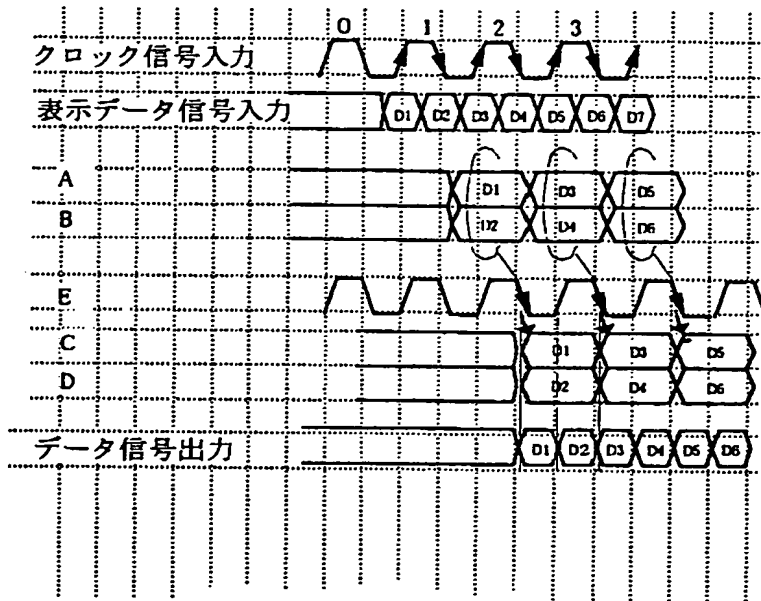 0 1 2 3
クロック信号入力
表示データ信号入力 D1 D2 D3 D4 D5 D6 D7
A D1 D3 D5
B D2 D4 D6
E
C D1 D3 D5
D D2 D4 D6
データ信号出力 D1 D2 D3 D4 D5 D6